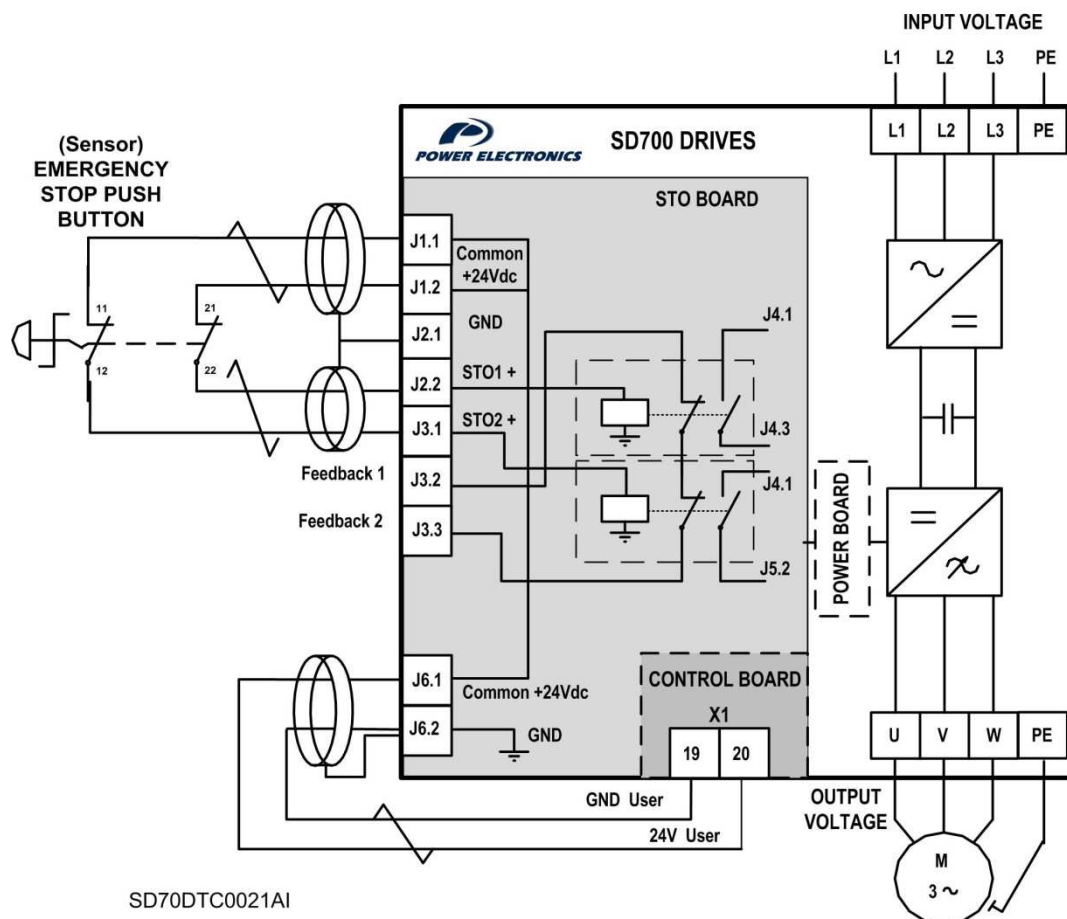 INPUT VOLTAGE
L1 L2 L3 PE
L1 L2 L3 PE
POWER ELECTRONICS
SD700 DRIVES
(Sensor)
EMERGENCY
STOP PUSH
BUTTON
STO BOARD
J1.1
Common
+24Vdc
J1.2
GND
J2.1
STO1 +
J2.2
STO2 +
J3.1
11
12
21
22
J4.1
J4.3
J4.1
J5.2
Feedback 1
J3.2
Feedback 2
J3.3
POWER BOARD
J6.1
Common +24Vdc
J6.2
GND
CONTROL BOARD
X1
19 20
GND User
24V User
U V W PE
OUTPUT
VOLTAGE
M
3 ~
SD70DTC0021AI